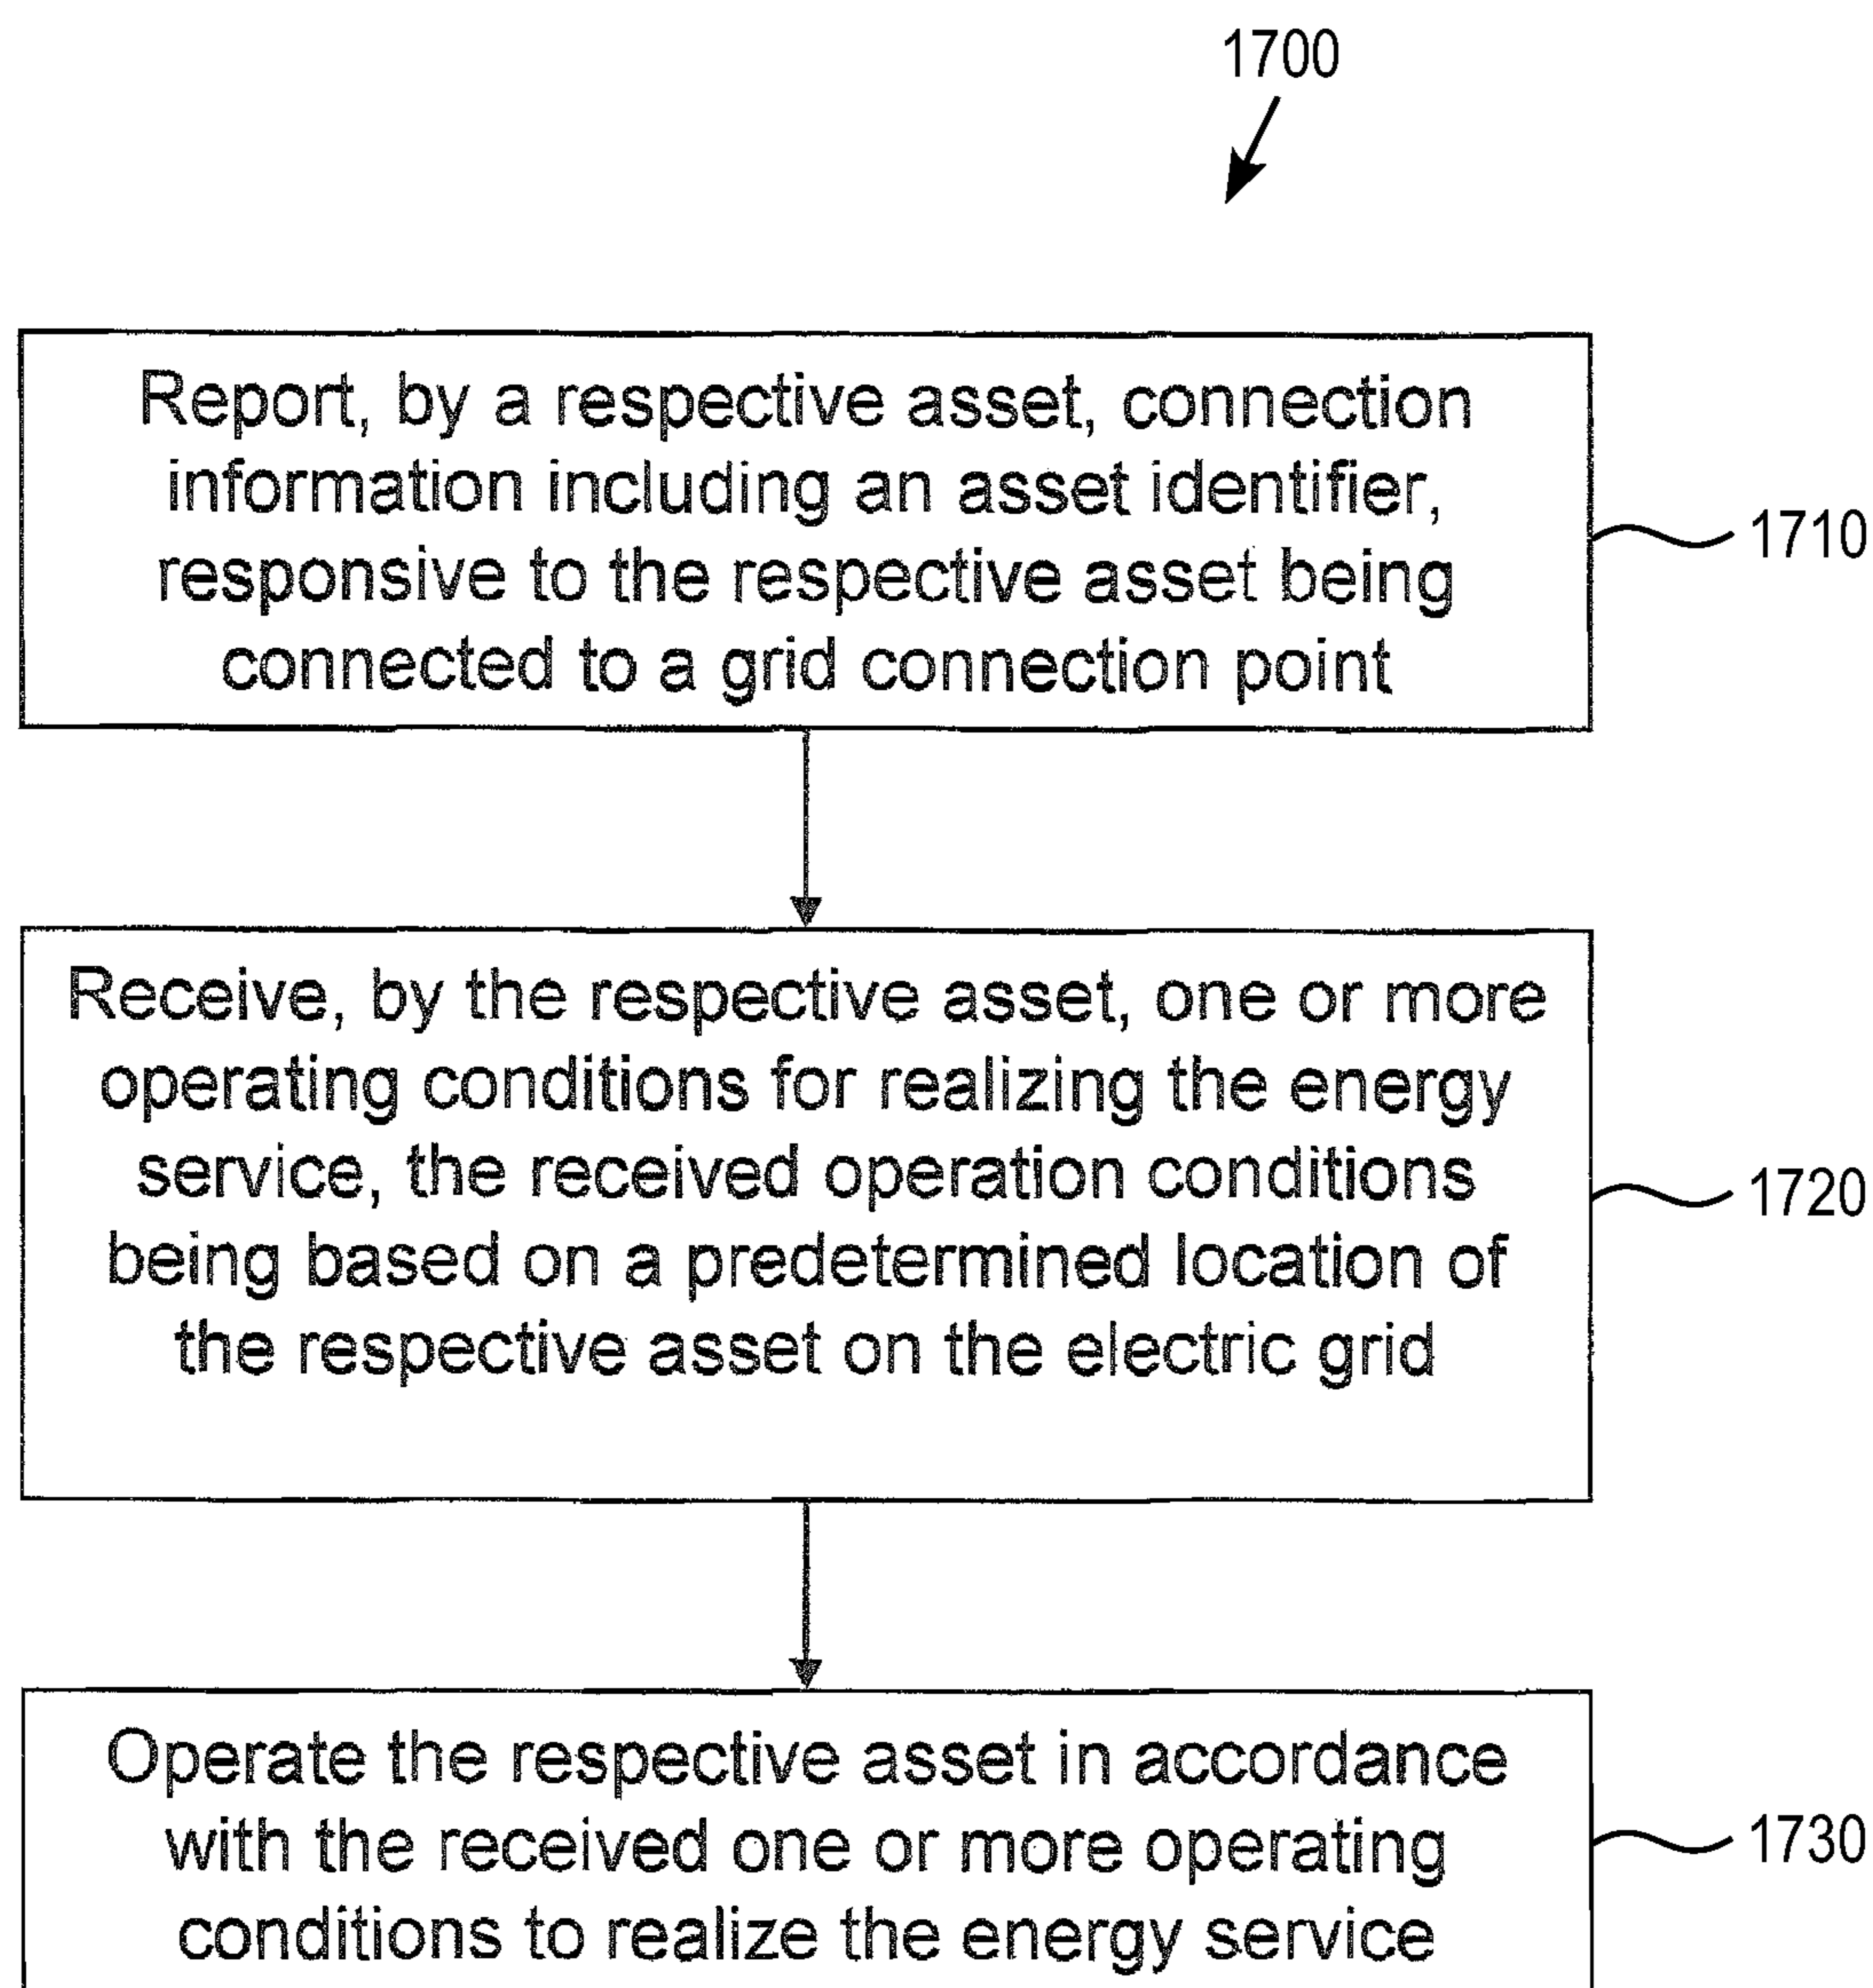 1700
Report, by a respective asset, connection
information including an asset identifier,
responsive to the respective asset being
connected to a grid connection point
1710
Receive, by the respective asset, one or more
operating conditions for realizing the energy
service, the received operation conditions
being based on a predetermined location of
the respective asset on the electric grid
1720
Operate the respective asset in accordance
with the received one or more operating
conditions to realize the energy service
1730